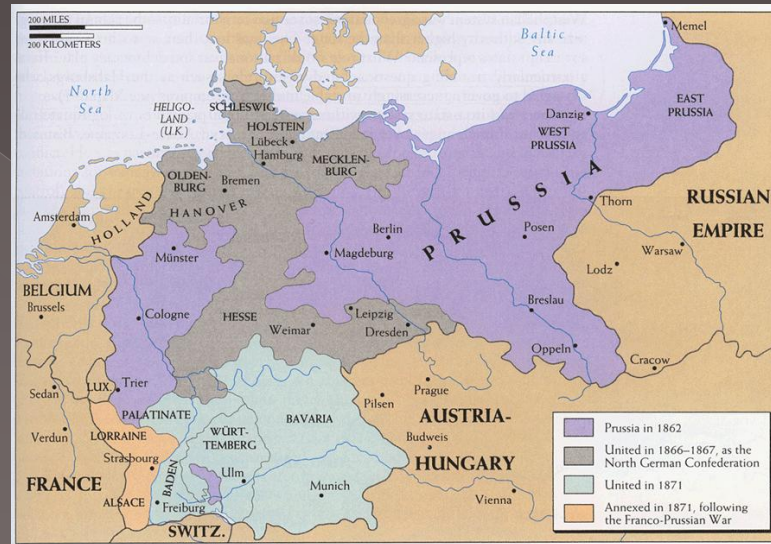 200 MILES
200 KILOMETERS
North
Sea
Baltic
Sea
HELIGO-
LAND
(U.K.)
SCHLESWIG
HOLSTEIN
Lübeck
Hamburg
MECKLEN-
BURG
OLDEN-
BURG
Bremen
HANOVER
Memel
EAST
PRUSSIA
Danzig
WEST
PRUSSIA
PRUSSIA
Thorn
RUSSIAN
EMPIRE
Amsterdam
HOLLAND
Münster
Berlin
Magdeburg
Posen
Warsaw
Lodz
BELGIUM
Brussels
Cologne
HESSE
Weimar
Leipzig
Dresden
Breslau
Oppeln
Cracow
LUX.
Trier
Sedan
Verdun
PALATINATE
LORRAINE
Strasbourg
FRANCE
ALSACE
BADEN
Freiburg
WÜRT-
TEMBERG
Ulm
BAVARIA
Munich
SWITZ.
Prague
Pilsen
AUSTRIA-
HUNGARY
Budweis
Vienna
Prussia in 1862
United in 1866–1867, as the
North German Confederation
United in 1871
Annexed in 1871, following
the Franco-Prussian War